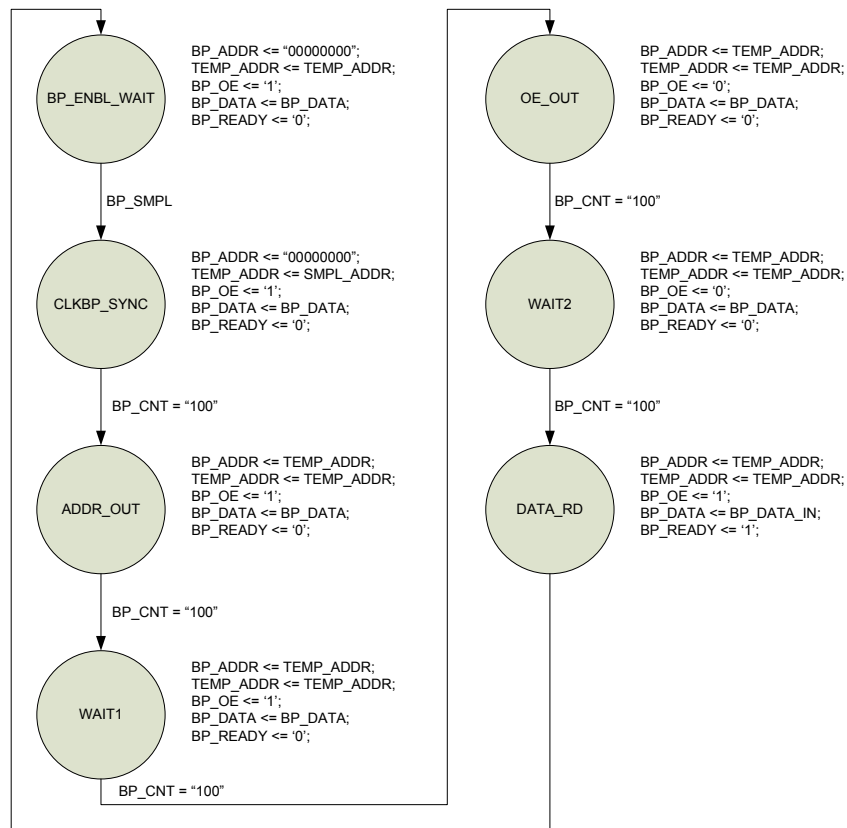 BP_ENBL_WAIT
BP_ADDR <= “00000000”;
TEMP_ADDR <= TEMP_ADDR;
BP_OE <= ‘1’;
BP_DATA <= BP_DATA;
BP_READY <= ‘0’;
BP_SMPL
CLKBP_SYNC
BP_ADDR <= “00000000”;
TEMP_ADDR <= SMPL_ADDR;
BP_OE <= ‘1’;
BP_DATA <= BP_DATA;
BP_READY <= ‘0’;
BP_CNT = “100”
ADDR_OUT
BP_ADDR <= TEMP_ADDR;
TEMP_ADDR <= TEMP_ADDR;
BP_OE <= ‘1’;
BP_DATA <= BP_DATA;
BP_READY <= ‘0’;
BP_CNT = “100”
WAIT1
BP_ADDR <= TEMP_ADDR;
TEMP_ADDR <= TEMP_ADDR;
BP_OE <= ‘1’;
BP_DATA <= BP_DATA;
BP_READY <= ‘0’;
BP_CNT = “100”
OE_OUT
BP_ADDR <= TEMP_ADDR;
TEMP_ADDR <= TEMP_ADDR;
BP_OE <= ‘0’;
BP_DATA <= BP_DATA;
BP_READY <= ‘0’;
BP_CNT = “100”
WAIT2
BP_ADDR <= TEMP_ADDR;
TEMP_ADDR <= TEMP_ADDR;
BP_OE <= ‘0’;
BP_DATA <= BP_DATA;
BP_READY <= ‘0’;
BP_CNT = “100”
DATA_RD
BP_ADDR <= TEMP_ADDR;
TEMP_ADDR <= TEMP_ADDR;
BP_OE <= ‘1’;
BP_DATA <= BP_DATA_IN;
BP_READY <= ‘1’;